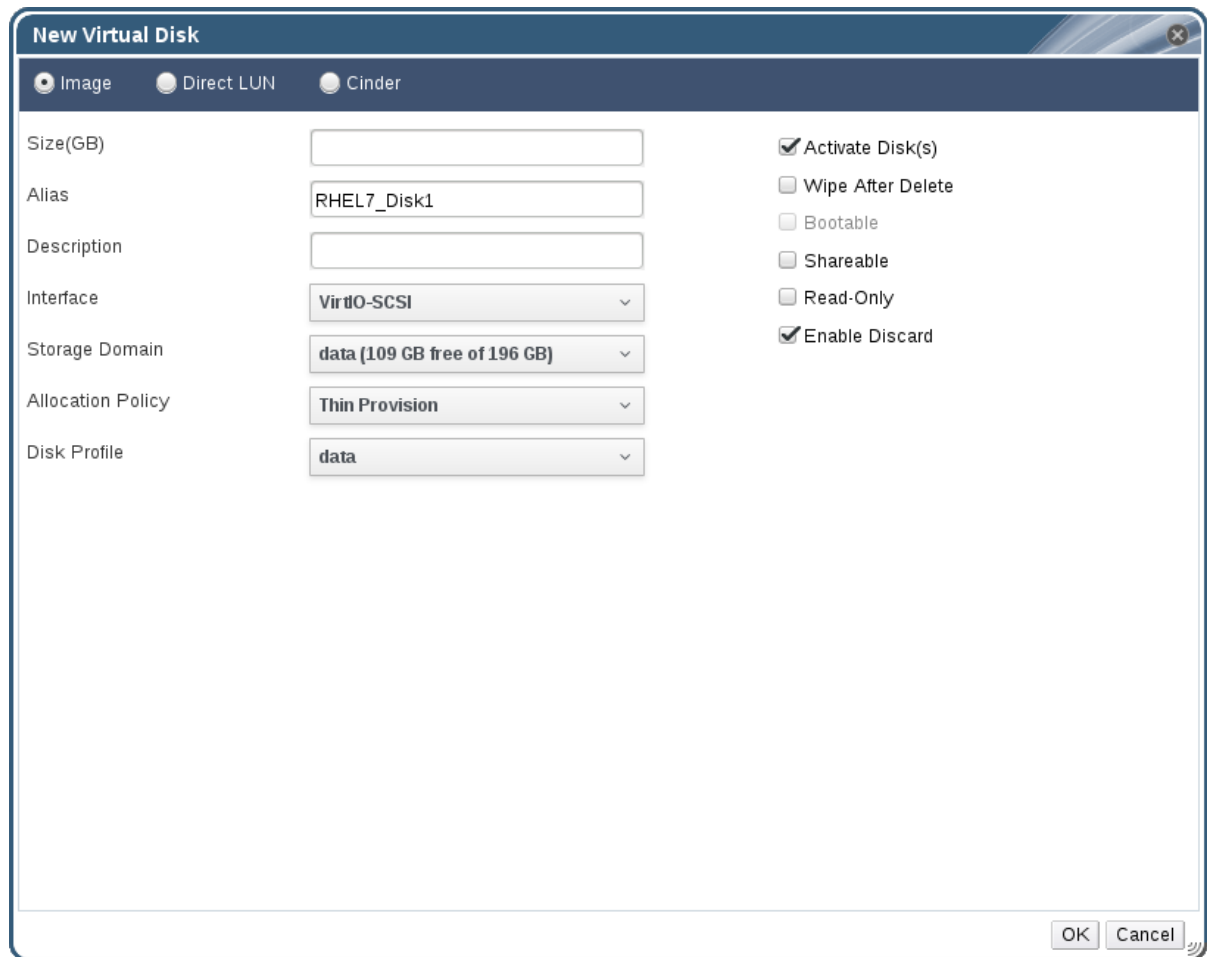 New Virtual Disk
Image Direct LUN Cinder
Size(GB)
Alias RHEL7_Disk1
Description
Interface VirtIO-SCSI
Storage Domain data (109 GB free of 196 GB)
Allocation Policy Thin Provision
Disk Profile data
Activate Disk(s)
Wipe After Delete
Bootable
Shareable
Read-Only
Enable Discard
OK Cancel